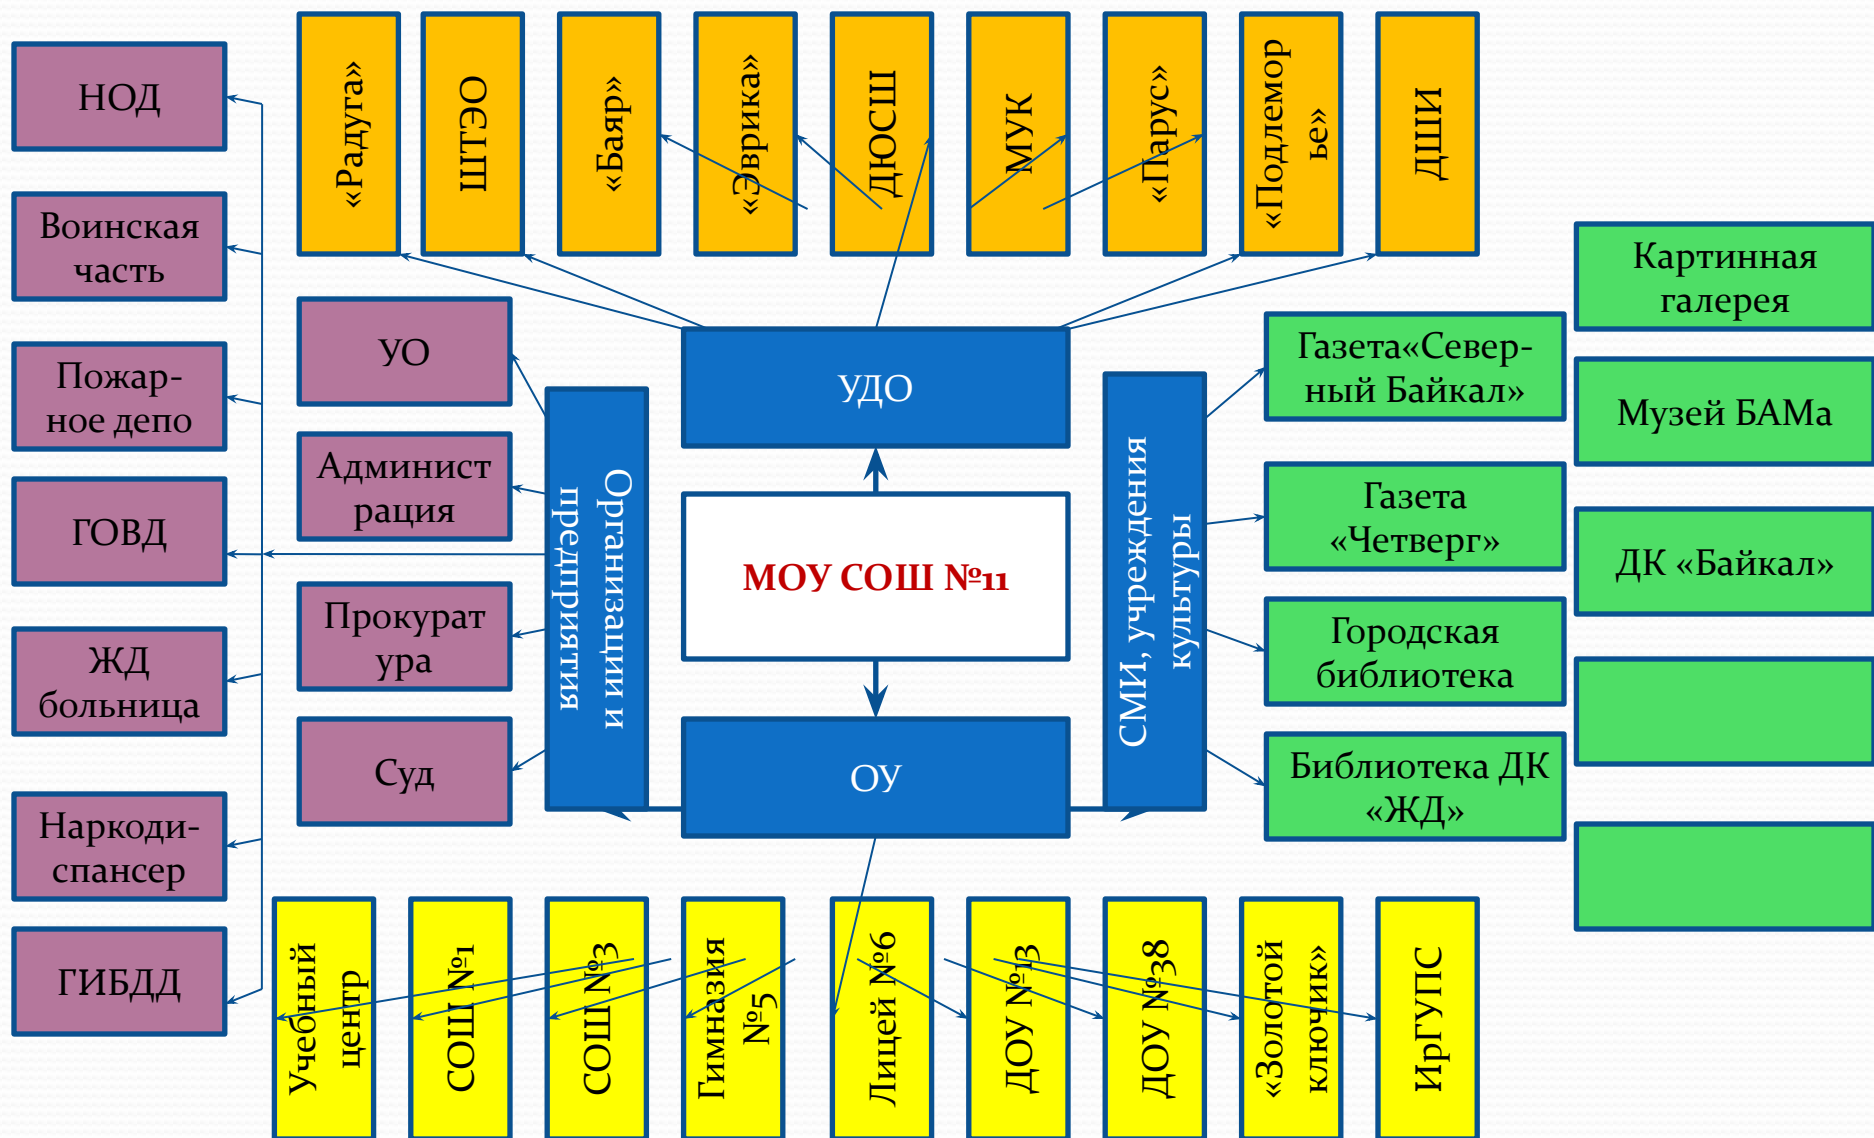 НОД
Воинская
часть
Пожар-
ное депо
ГОВД
ЖД
больница
Наркоди-
спансер
ГИБДД
«Радуга»
ШТЭО
«Баяр»
«Эврика»
ДЮСШ
МУК
«Парус»
«Подлемор
ье»
ДШИ
УО
Админист
рация
Прокурат
ура
Суд
Организации и
предприятия
УДО
МОУ СОШ №11
ОУ
СМИ, учреждения
культуры
Газета«Север-
ный Байкал»
Газета
«Четверг»
Городская
библиотека
Библиотека ДК
«ЖД»
Картинная
галерея
Музей БАМа
ДК «Байкал»
Учебный
центр
СОШ №1
СОШ №3
Гимназия
№5
Лицей №6
ДОУ №13
ДОУ №38
«Золотой
ключик»
ИрГУПС